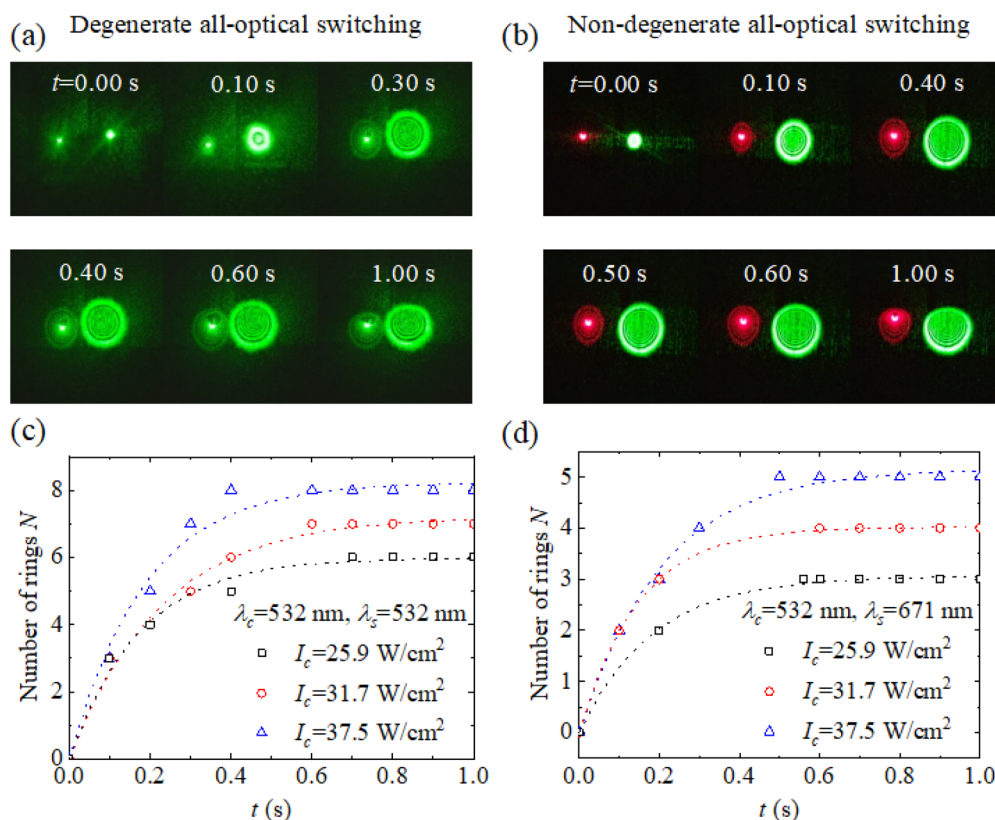 (a) Degenerate all-optical switching
t=0.00 s 0.10 s 0.30 s
0.40 s 0.60 s 1.00 s
(b) Non-degenerate all-optical switching
t=0.00 s 0.10 s 0.40 s
0.50 s 0.60 s 1.00 s
(c)
Number of rings N
8
6
4
2
0
λc=532 nm, λs=532 nm
Ic=25.9 W/cm²
Ic=31.7 W/cm²
Ic=37.5 W/cm²
0.0 0.2 0.4 0.6 0.8 1.0
t (s)
(d)
Number of rings N
5
4
3
2
1
0
λc=532 nm, λs=671 nm
Ic=25.9 W/cm²
Ic=31.7 W/cm²
Ic=37.5 W/cm²
0.0 0.2 0.4 0.6 0.8 1.0
t (s)